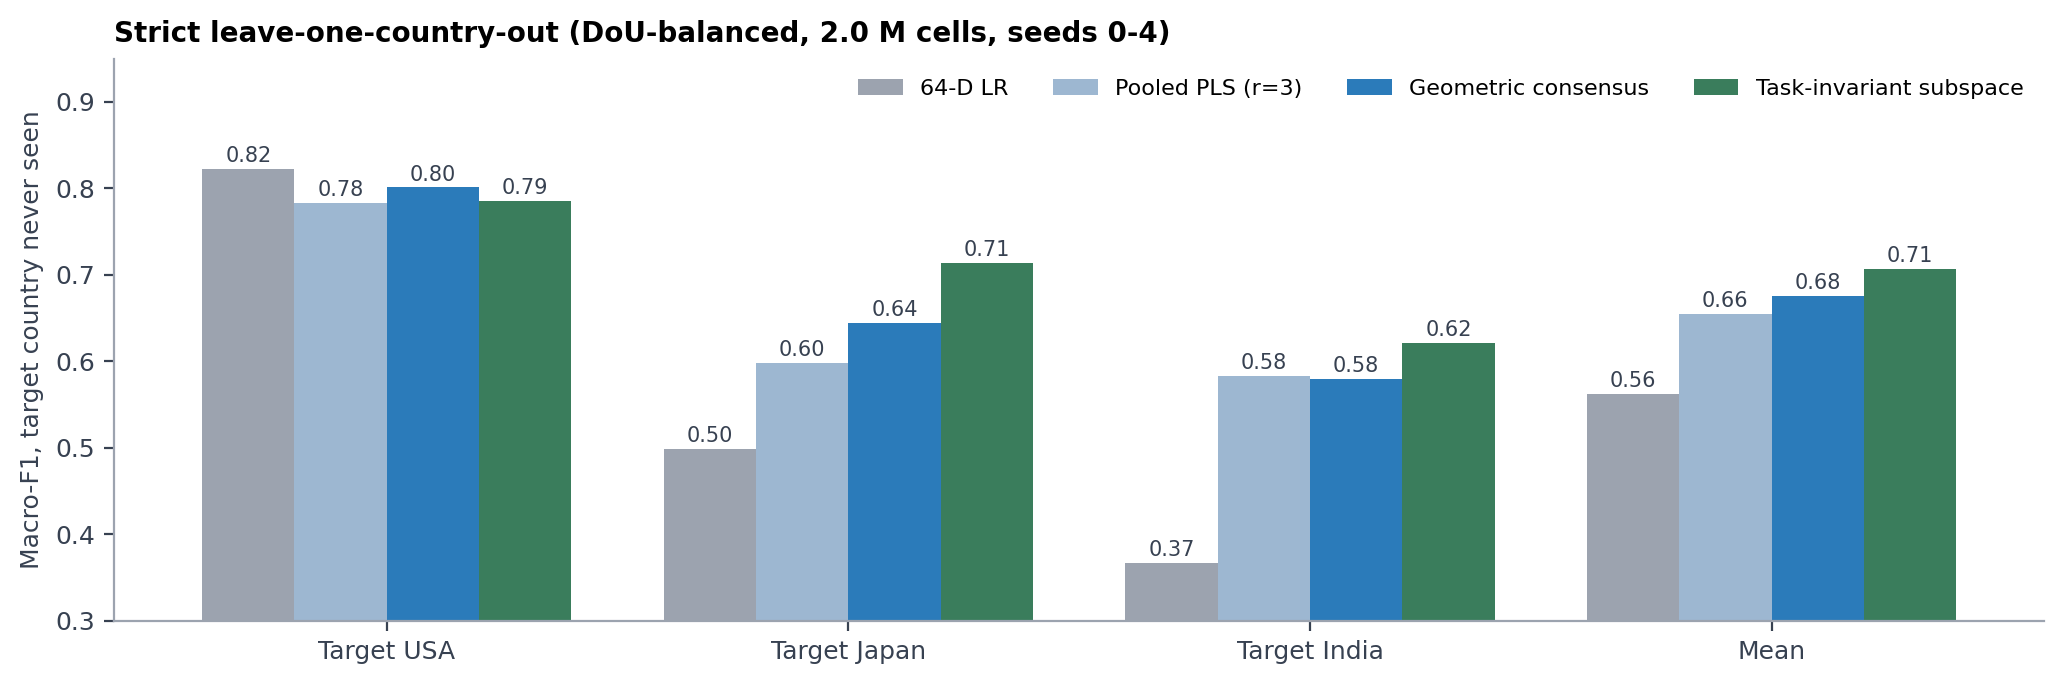 Strict leave-one-country-out (DoU-balanced, 2.0 M cells, seeds 0-4)
64-D LR
Pooled PLS (r=3)
Geometric consensus
Task-invariant subspace
Macro-F1, target country never seen
0.9
0.8
0.7
0.6
0.5
0.4
0.3
0.82
0.78
0.80
0.79
0.50
0.60
0.64
0.71
0.37
0.58
0.58
0.62
0.56
0.66
0.68
0.71
Target USA
Target Japan
Target India
Mean